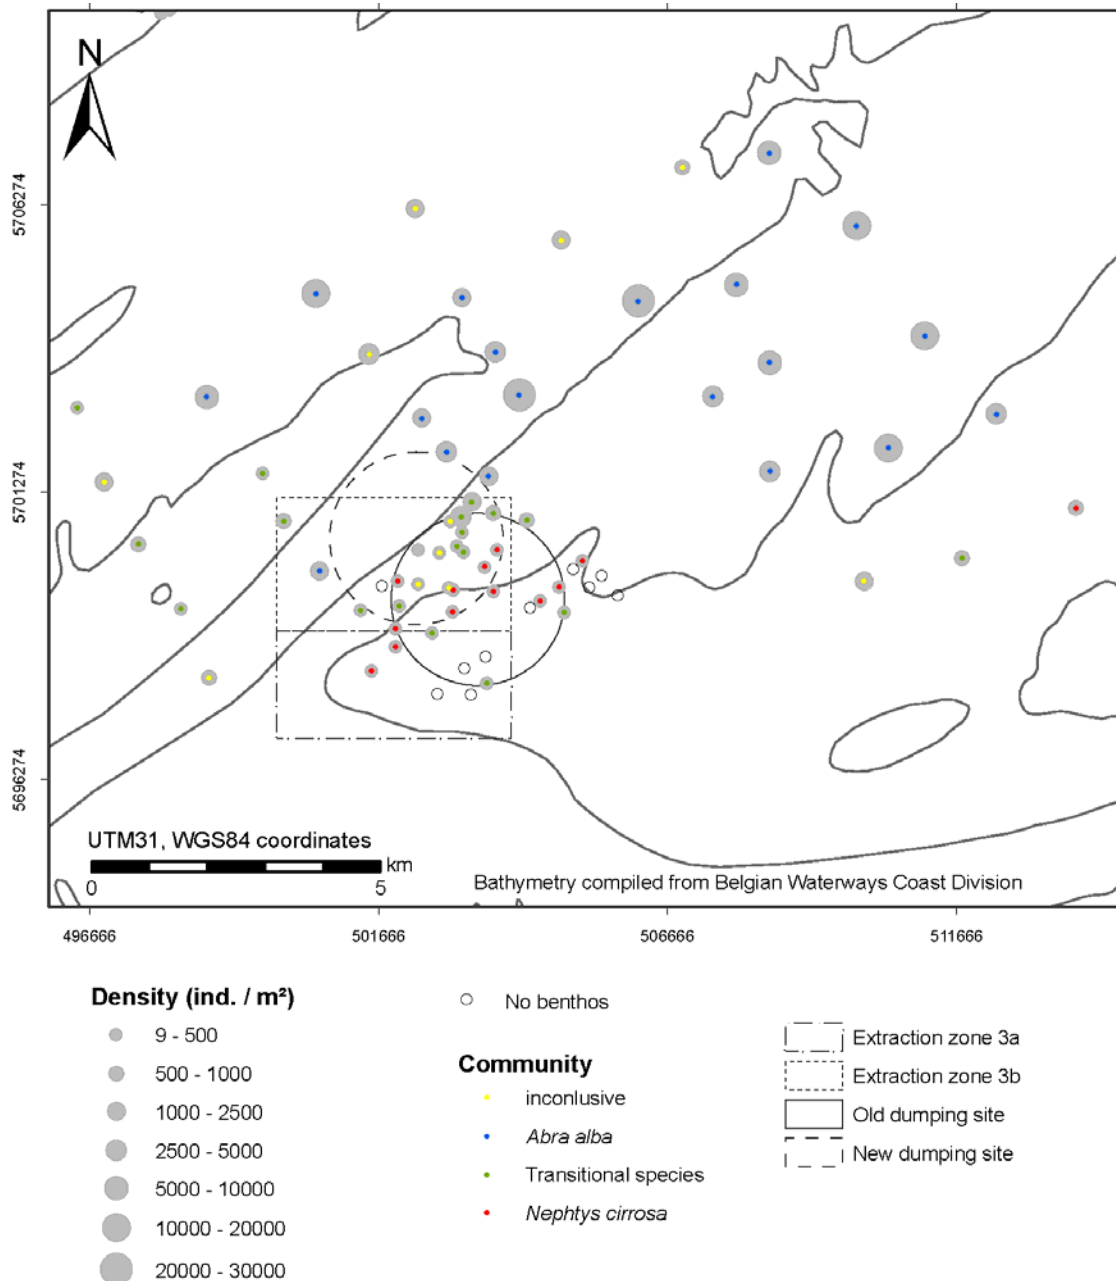 N
5706274
5701274
5696274
UTM31, WGS84 coordinates
km
0 5
Bathymetry compiled from Belgian Waterways Coast Division
496666 501666 506666 511666
Density (ind. / m²)
9 - 500
500 - 1000
1000 - 2500
2500 - 5000
5000 - 10000
10000 - 20000
20000 - 30000
No benthos
Community
inconlusive
Abra alba
Transitional species
Nephtys cirrosa
Extraction zone 3a
Extraction zone 3b
Old dumping site
New dumping site